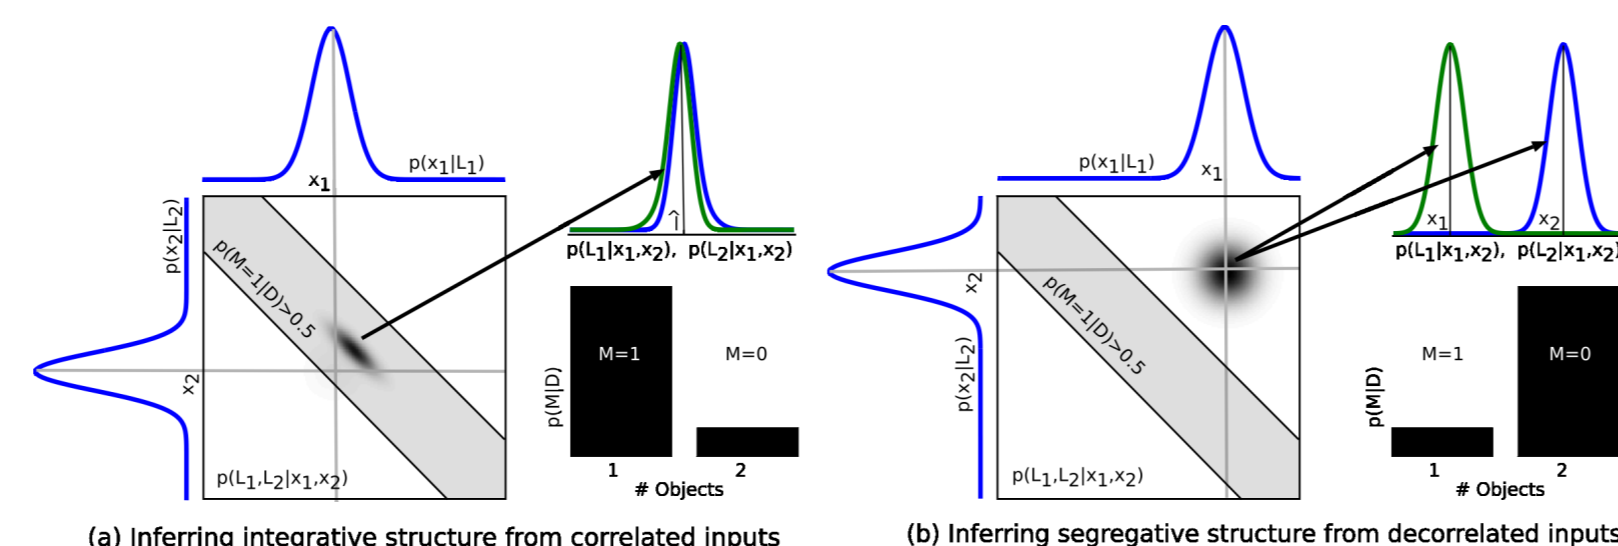 p(x1|L1)
x1
p(x2|L2)
x2
p(M=1|D)>0.5
p(L1,L2|x1,x2)
l̂
p(L1|x1,x2), p(L2|x1,x2)
p(M|D)
M=1
M=0
1
2
# Objects
(a) Inferring integrative structure from correlated inputs
p(x1|L1)
x1
x2
p(x2|L2)
p(M=1|D)>0.5
p(L1,L2|x1,x2)
x1
x2
p(L1|x1,x2), p(L2|x1,x2)
p(M|D)
M=1
M=0
1
2
# Objects
(b) Inferring segregative structure from decorrelated inputs